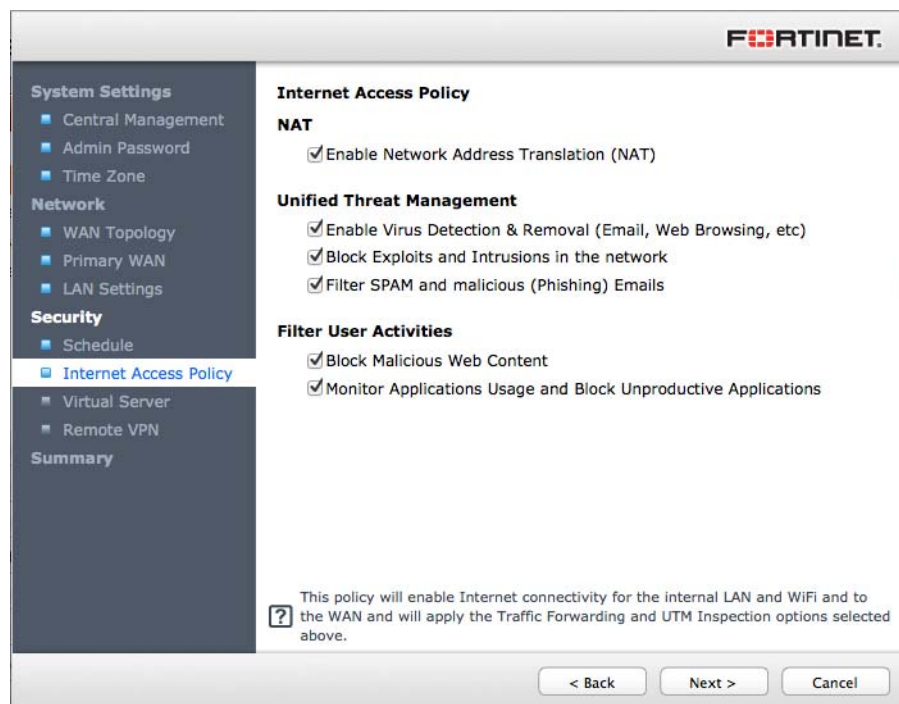 FORTINET.
System Settings
Central Management
Admin Password
Time Zone
Network
WAN Topology
Primary WAN
LAN Settings
Security
Schedule
Internet Access Policy
Virtual Server
Remote VPN
Summary
Internet Access Policy
NAT
Enable Network Address Translation (NAT)
Unified Threat Management
Enable Virus Detection & Removal (Email, Web Browsing, etc)
Block Exploits and Intrusions in the network
Filter SPAM and malicious (Phishing) Emails
Filter User Activities
Block Malicious Web Content
Monitor Applications Usage and Block Unproductive Applications
This policy will enable Internet connectivity for the internal LAN and WiFi and to
? the WAN and will apply the Traffic Forwarding and UTM Inspection options selected
above.
< Back
Next >
Cancel